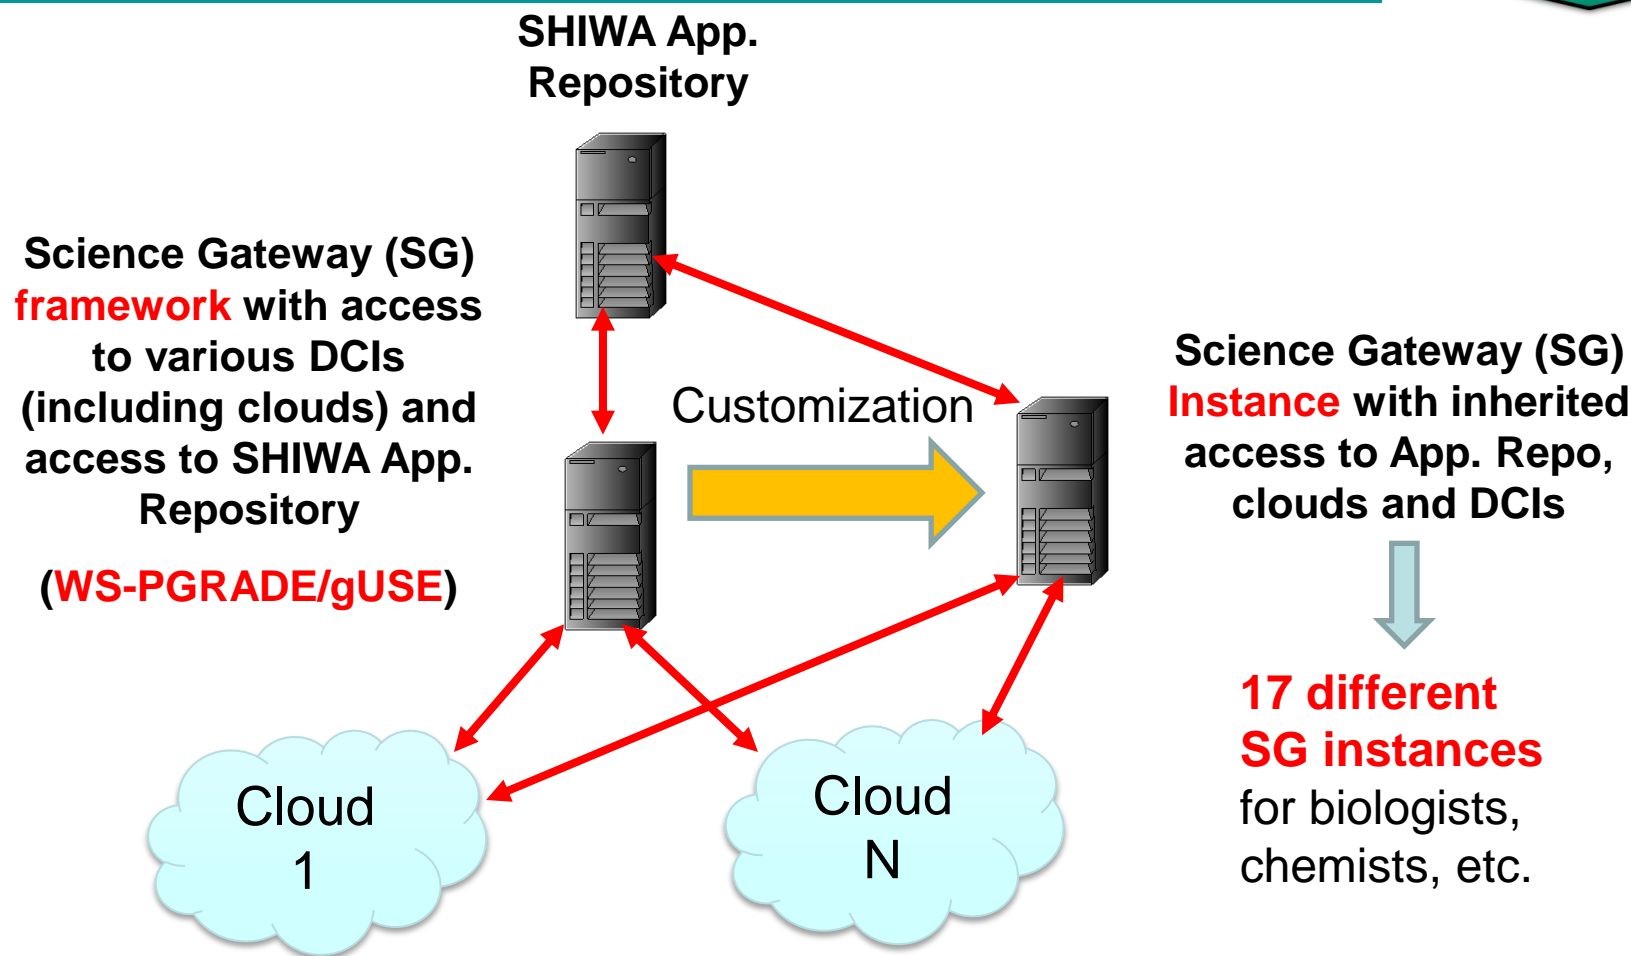 SHIWA App.
Repository
Science Gateway (SG)
framework with access
to various DCIs
(including clouds) and
access to SHIWA App.
Repository
(WS-PGRADE/gUSE)
Customization
Science Gateway (SG)
Instance with inherited
access to App. Repo,
clouds and DCIs
17 different
SG instances
for biologists,
chemists, etc.
Cloud
1
Cloud
N